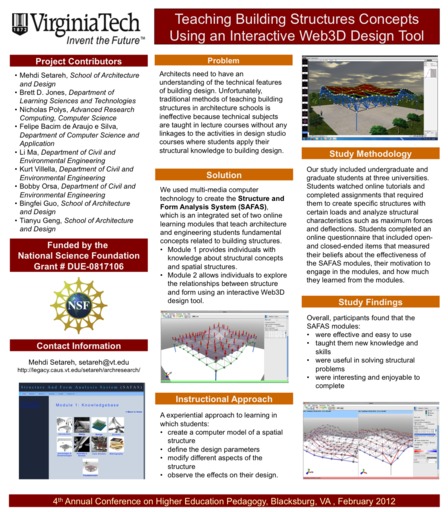 VirginiaTech
1872
Invent the Future™
Teaching Building Structures Concepts
Using an Interactive Web3D Design Tool
Project Contributors
• Mehdi Setareh, School of Architecture
and Design
• Brett D. Jones, Department of
Learning Sciences and Technologies
• Nicholas Polys, Advanced Research
Computing, Computer Science
• Felipe Bacim de Araujo e Silva,
Department of Computer Science and
Application
• Li Ma, Department of Civil and
Environmental Engineering
• Kurt Villella, Department of Civil and
Environmental Engineering
• Bobby Orsa, Department of Civil and
Environmental Engineering
• Bingfei Guo, School of Architecture
and Design
• Tianyu Geng, School of Architecture
and Design
Funded by the
National Science Foundation
Grant # DUE-0817106
NSF
Contact Information
Mehdi Setareh, setareh@vt.edu
http://legacy.caus.vt.edu/setareh/archresearch/
Structure And Form Analysis System (SAFAS)
Module I: Knowledgebase
Problem
Architects need to have an
understanding of the technical features
of building design. Unfortunately,
traditional methods of teaching building
structures in architecture schools is
ineffective because technical subjects
are taught in lecture courses without any
linkages to the activities in design studio
courses where students apply their
structural knowledge to building design.
Solution
We used multi-media computer
technology to create the Structure and
Form Analysis System (SAFAS),
which is an integrated set of two online
learning modules that teach architecture
and engineering students fundamental
concepts related to building structures.
• Module 1 provides individuals with
knowledge about structural concepts
and spatial structures.
• Module 2 allows individuals to explore
the relationships between structure
and form using an interactive Web3D
design tool.
Instructional Approach
A experiential approach to learning in
which students:
• create a computer model of a spatial
structure
• define the design parameters
• modify different aspects of the
structure
• observe the effects on their design.
Study Methodology
Our study included undergraduate and
graduate students at three universities.
Students watched online tutorials and
completed assignments that required
them to create specific structures with
certain loads and analyze structural
characteristics such as maximum forces
and deflections. Students completed an
online questionnaire that included open-
and closed-ended items that measured
their beliefs about the effectiveness of
the SAFAS modules, their motivation to
engage in the modules, and how much
they learned from the modules.
Study Findings
Overall, participants found that the
SAFAS modules:
• were effective and easy to use
• taught them new knowledge and
skills
• were useful in solving structural
problems
• were interesting and enjoyable to
complete
4th Annual Conference on Higher Education Pedagogy, Blacksburg, VA , February 2012